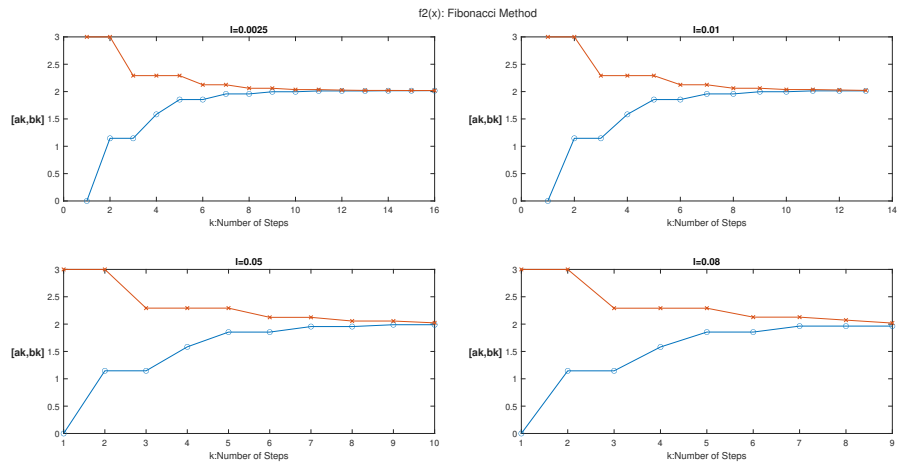 f2(x): Fibonacci Method
l=0.0025
3
2.5
2
1.5
1
0.5
0
[ak,bk]
0 2 4 6 8 10 12 14 16
k:Number of Steps
l=0.01
3
2.5
2
1.5
1
0.5
0
[ak,bk]
0 2 4 6 8 10 12 14
k:Number of Steps
l=0.05
3
2.5
2
1.5
1
0.5
0
[ak,bk]
1 2 3 4 5 6 7 8 9 10
k:Number of Steps
l=0.08
3
2.5
2
1.5
1
0.5
0
[ak,bk]
1 2 3 4 5 6 7 8 9
k:Number of Steps